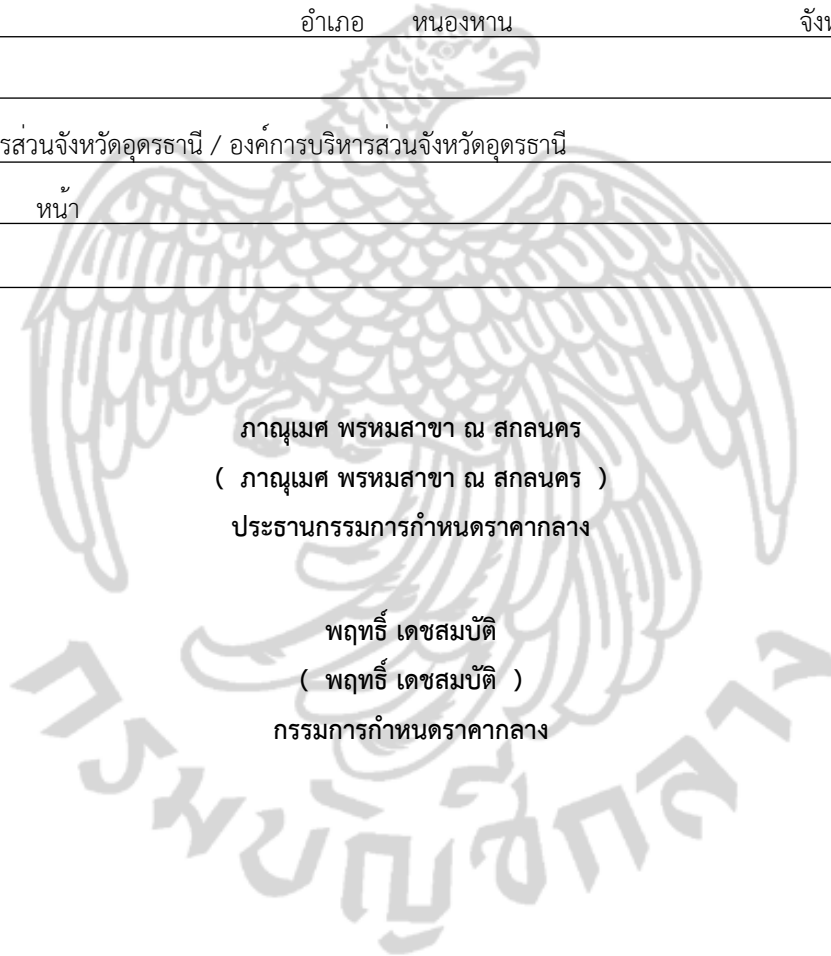 อำเภอ หนองหาน
รส่วนจังหวัดอุดรธานี / องค์การบริหารส่วนจังหวัดอุดรธานี
หน้า
ภาณุเมศ พรหมสาขา ณ สกลนคร
( ภาณุเมศ พรหมสาขา ณ สกลนคร )
ประธานกรรมการกำหนดราคากลาง
พฤทธิ์ เดชสมบัติ
( พฤทธิ์ เดชสมบัติ )
กรรมการกำหนดราคากลาง
กรมบัญชีกลาง